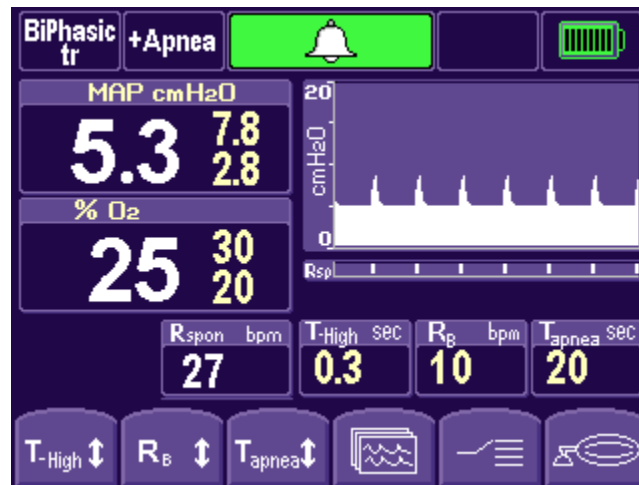 BiPhasic tr
+Apnea
MAP cmH2O
5.3
7.8
2.8
% O2
25
30
20
20
cmH2O
0
Rsp
Rspon bpm
27
T-High sec
0.3
RB bpm
10
Tapnea sec
20
T-High
RB
Tapnea